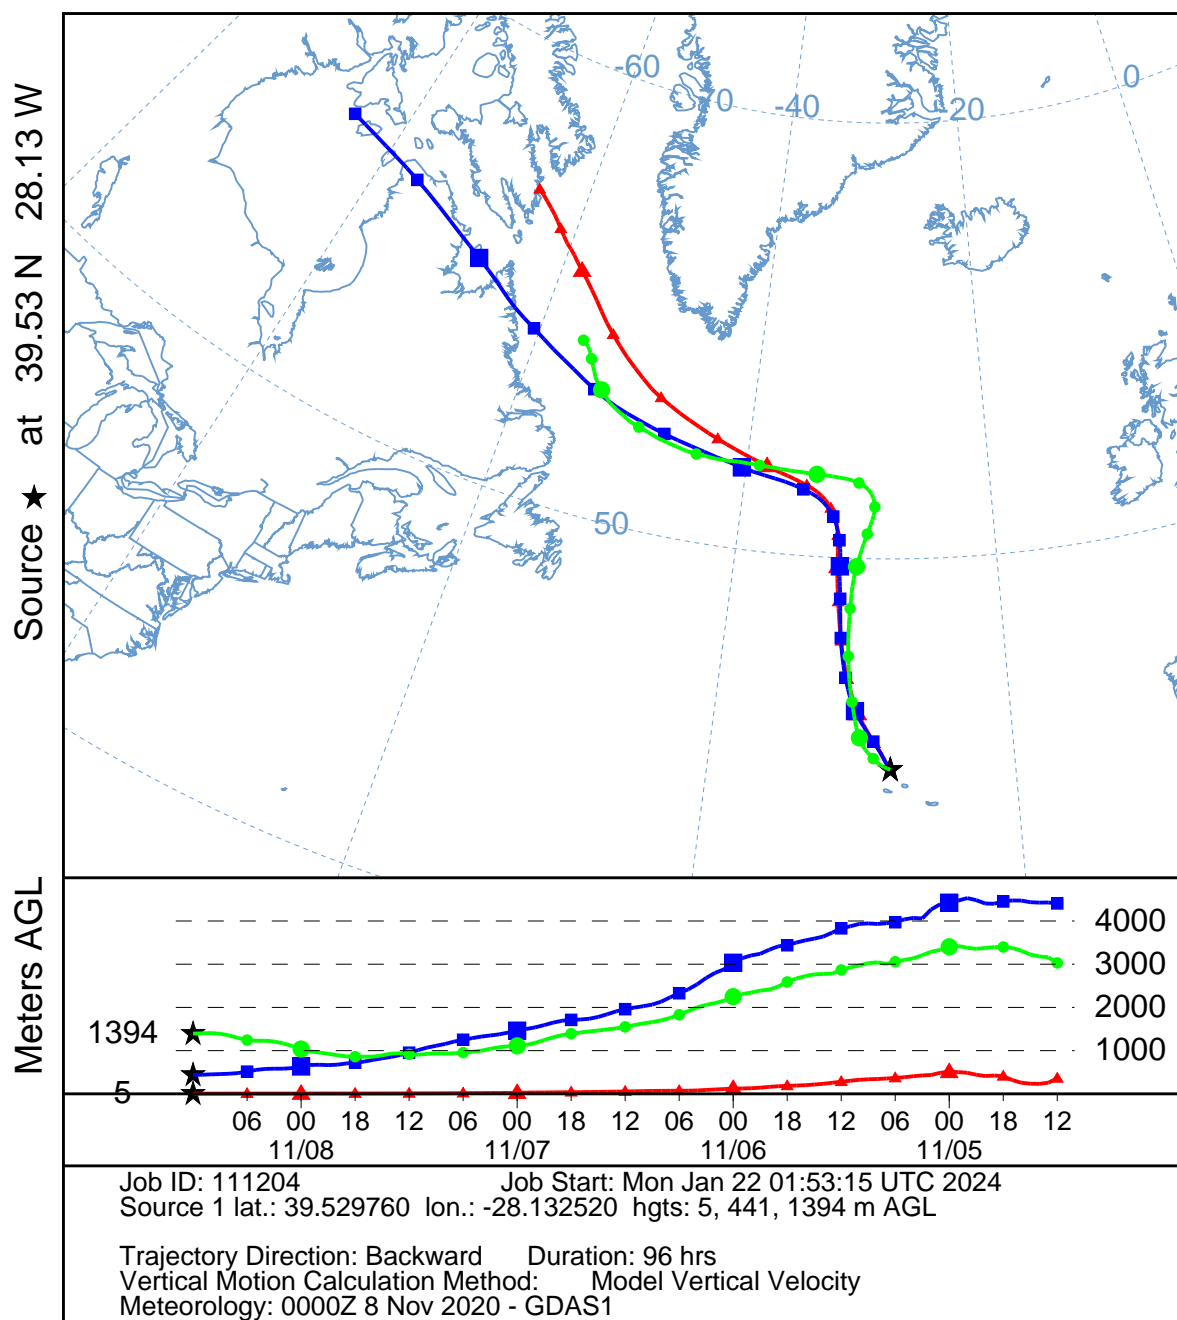 Source ★ at 39.53 N 28.13 W
-60
-40
-20
0
50
Meters AGL
1394
5
4000
3000
2000
1000
06 00 18 12 06 00 18 12 06 00 18 12 06 00 18 12
11/08 11/07 11/06 11/05
Job ID: 111204 Job Start: Mon Jan 22 01:53:15 UTC 2024
Source 1 lat.: 39.529760 lon.: -28.132520 hgts: 5, 441, 1394 m AGL
Trajectory Direction: Backward Duration: 96 hrs
Vertical Motion Calculation Method: Model Vertical Velocity
Meteorology: 0000Z 8 Nov 2020 - GDAS1